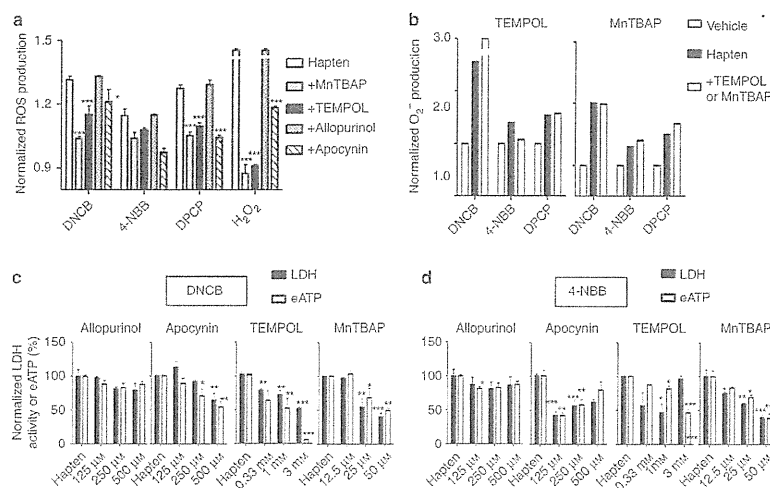 a
Normalized ROS production
1.5
1.2
0.9
Hapten
+MnTBAP
+TEMPOL
+Allopurinol
+Apocynin
*** *** * *** *** *** *** *** ***
DNCB 4-NBB DPCP H₂O₂
b
TEMPOL MnTBAP
Normalized O₂⁻ production
3.0
2.0
1.0
Vehicle
Hapten
+TEMPOL
or MnTBAP
DNCB 4-NBB DPCP DNCB 4-NBB DPCP
c
DNCB
LDH
eATP
Allopurinol Apocynin TEMPOL MnTBAP
Normalized LDH
activity or eATP (%)
150
100
50
0
* ** ** ** ** ** *** *** ** * *** **
Hapten 125 µM 250 µM 500 µM Hapten 125 µM 250 µM 500 µM Hapten 0.33 mM 1 mM 3 mM Hapten 12.5 µM 25 µM 50 µM
d
4-NBB
LDH
eATP
Allopurinol Apocynin TEMPOL MnTBAP
150
100
50
0
* * *** ** *** ** * * *** *** ** *
Hapten 125 µM 250 µM 500 µM Hapten 125 µM 250 µM 500 µM Hapten 0.33 mM 1 mM 3 mM Hapten 12.5 µM 25 µM 50 µM